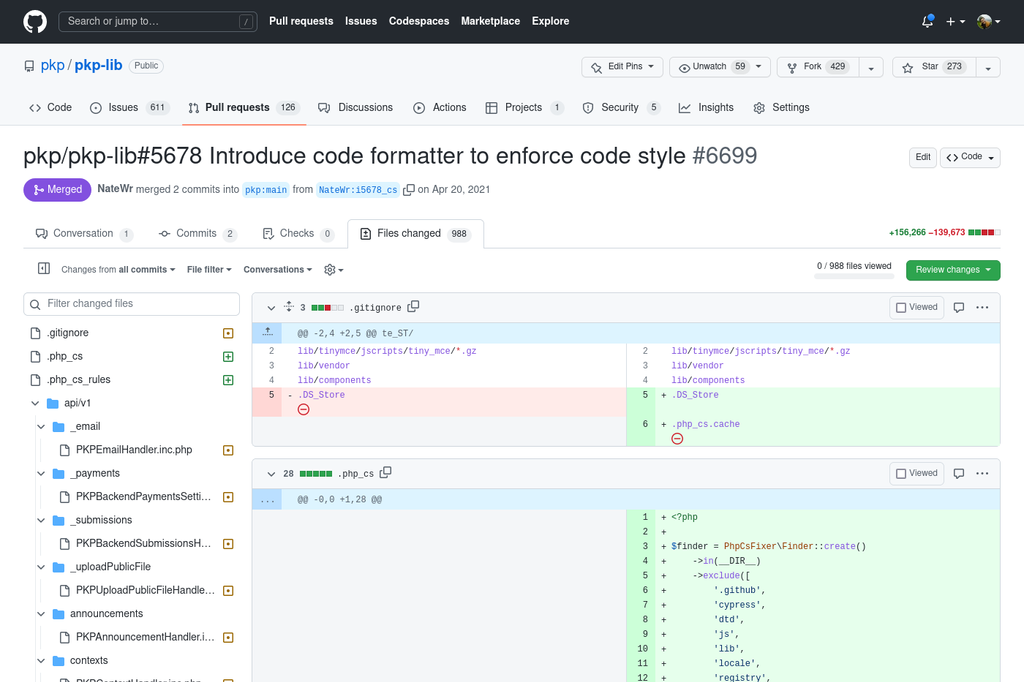 Search or jump to… /
Pull requests Issues Codespaces Marketplace Explore
pkp / pkp-lib Public
Edit Pins Unwatch 59 Fork 429 Star 273
Code Issues 611 Pull requests 126 Discussions Actions Projects 1 Security 5 Insights Settings
pkp/pkp-lib#5678 Introduce code formatter to enforce code style #6699
Edit Code
Merged NateWr merged 2 commits into pkp:main from NateWr:i5678_cs on Apr 20, 2021
Conversation 1 Commits 2 Checks 0 Files changed 988
+156,266 −139,673
Changes from all commits File filter Conversations
0 / 988 files viewed
Review changes
Filter changed files
.gitignore
.php_cs
.php_cs_rules
api/v1
_email
PKPEmailHandler.inc.php
_payments
PKPBackendPaymentsSetti…
_submissions
PKPBackendSubmissionsH…
_uploadPublicFile
PKPUploadPublicFileHandle…
announcements
PKPAnnouncementHandler.i…
contexts
3 .gitignore Viewed
@@ -2,4 +2,5 @@ te_ST/
2 lib/tinymce/jscripts/tiny_mce/*.gz 2 lib/tinymce/jscripts/tiny_mce/*.gz
3 lib/vendor 3 lib/vendor
4 lib/components 4 lib/components
5 - .DS_Store 5 + .DS_Store
6 + .php_cs.cache
28 .php_cs Viewed
... @@ -0,0 +1,28 @@
1 + <?php
2 +
3 + $finder = PhpCsFixer\Finder::create()
4 + ->in(__DIR__)
5 + ->exclude([
6 + '.github',
7 + 'cypress',
8 + 'dtd',
9 + 'js',
10 + 'lib',
11 + 'locale',
12 + 'registry',